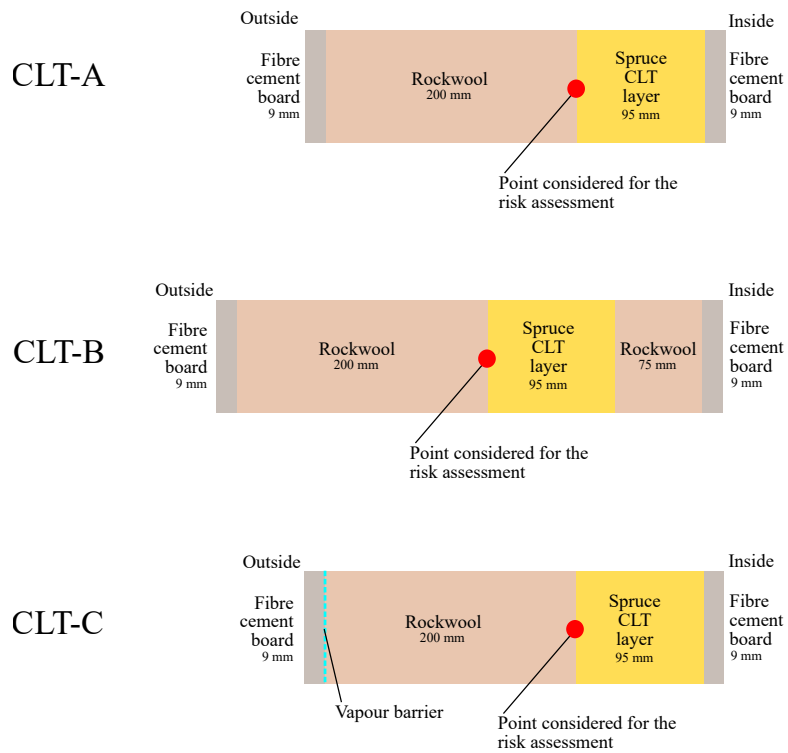 CLT-A
Outside
Inside
Fibre
cement
board
9 mm
Rockwool
200 mm
Spruce
CLT
layer
95 mm
Fibre
cement
board
9 mm
Point considered for the
risk assessment
CLT-B
Outside
Inside
Fibre
cement
board
9 mm
Rockwool
200 mm
Spruce
CLT
layer
95 mm
Rockwool
75 mm
Fibre
cement
board
9 mm
Point considered for the
risk assessment
CLT-C
Outside
Inside
Fibre
cement
board
9 mm
Rockwool
200 mm
Spruce
CLT
layer
95 mm
Fibre
cement
board
9 mm
Vapour barrier
Point considered for the
risk assessment